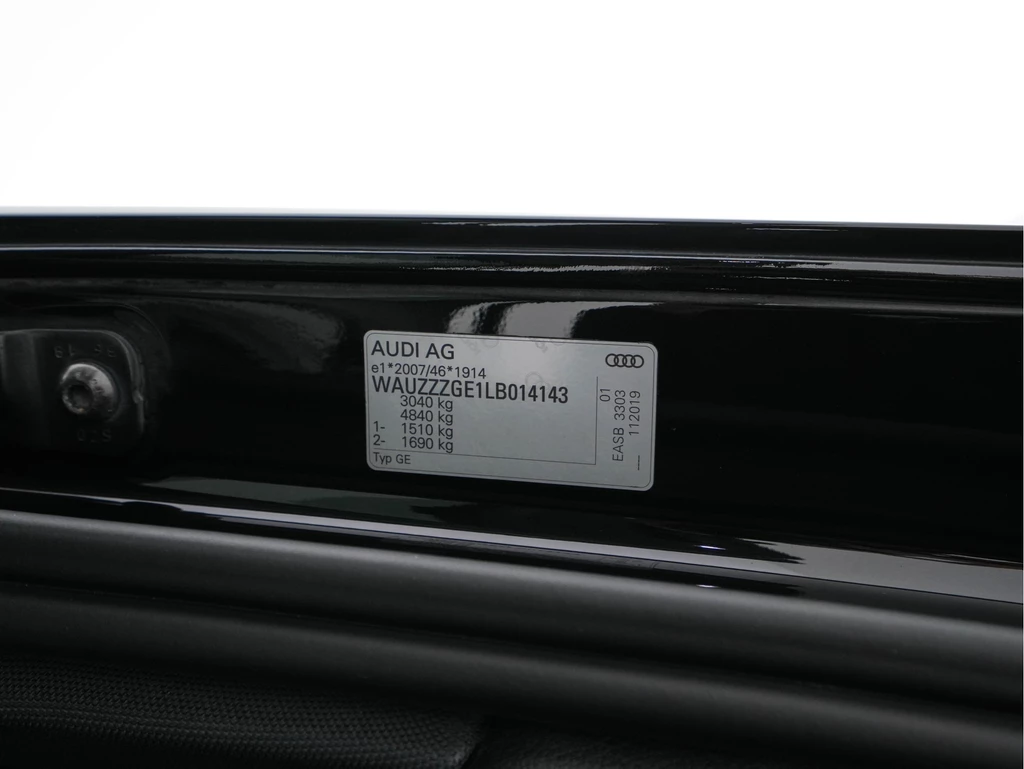 AUDI AG
e1*2007/46*1914
WAUZZZGE1LB014143
3040 kg
4840 kg
1- 1510 kg
2- 1690 kg
Typ GE
01
EASB 3303
112019